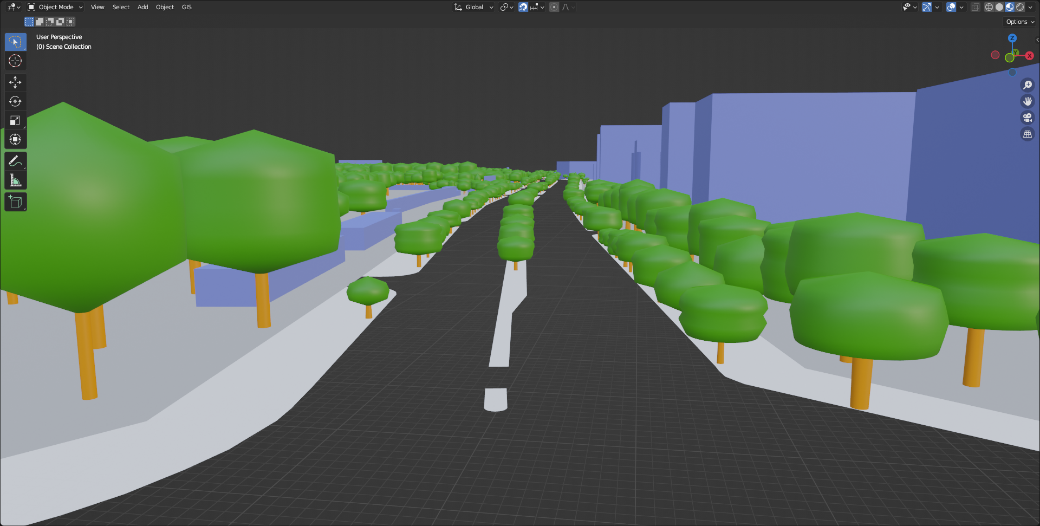 Object Mode View Select Add Object GIS Global
Options
User Perspective
(0) Scene Collection
Z
X